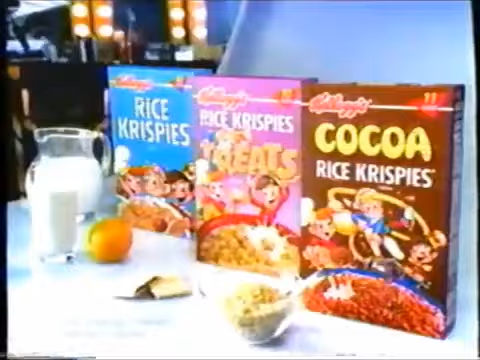 Kellogg's
RICE
KRISPIES
Kellogg's
RICE KRISPIES
TREATS
Kellogg's
COCOA
RICE KRISPIES